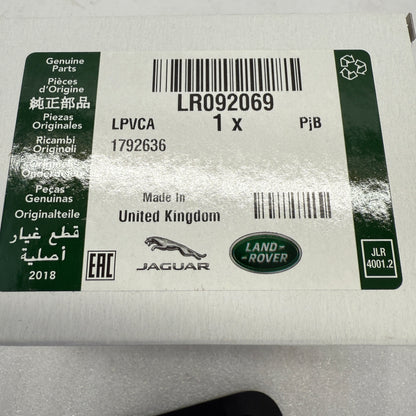 Genuine
Parts
Pièces
d'Origine
純正部品
Piezas
Originales
Ricambi
Originali
Peças
Genuinas
Originalteile
قطع غيار
أصلية
2018
LR092069
LPVCA 1 x PjB
1792636
Made In
United Kingdom
EAC
JAGUAR
LAND
ROVER
JLR
4001.2